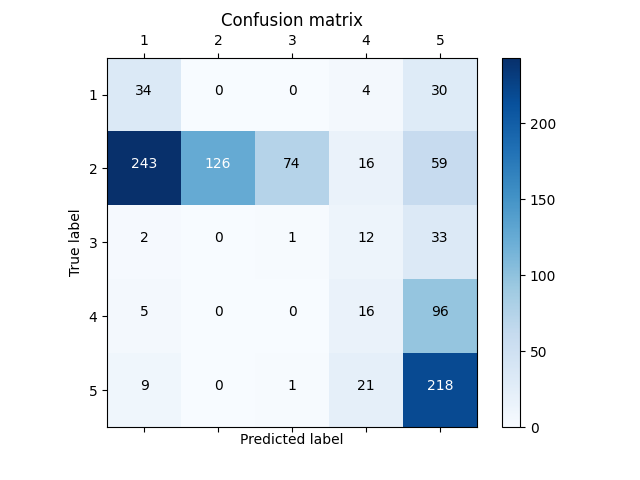 Confusion matrix
1 2 3 4 5
1 34 0 0 4 30
2 243 126 74 16 59
3 2 0 1 12 33
4 5 0 0 16 96
5 9 0 1 21 218
True label
Predicted label
200
150
100
50
0